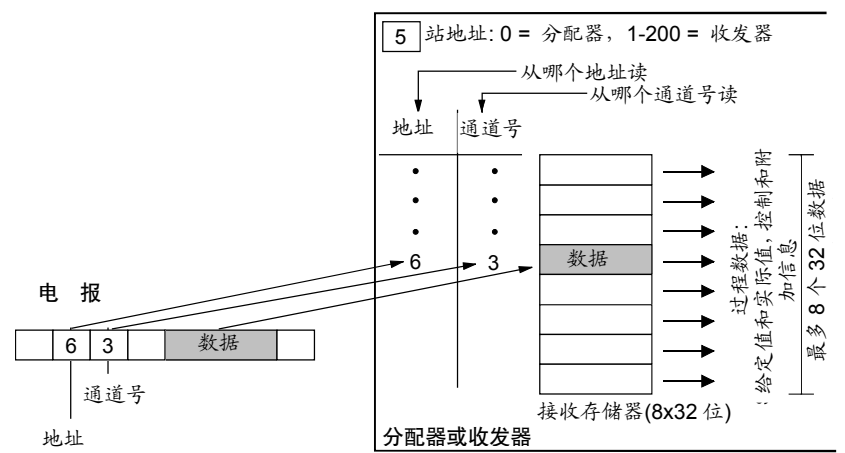 5 站地址: 0 = 分配器，1-200 = 收发器
从哪个地址读
从哪个通道号读
地址 通道号
6 3 数据
电 报
6 3 数据
通道号
地址
过程数据：
：给定值和实际值，控制和附
加信息
最多 8 个 32 位数据
接收存储器(8x32 位)
分配器或收发器